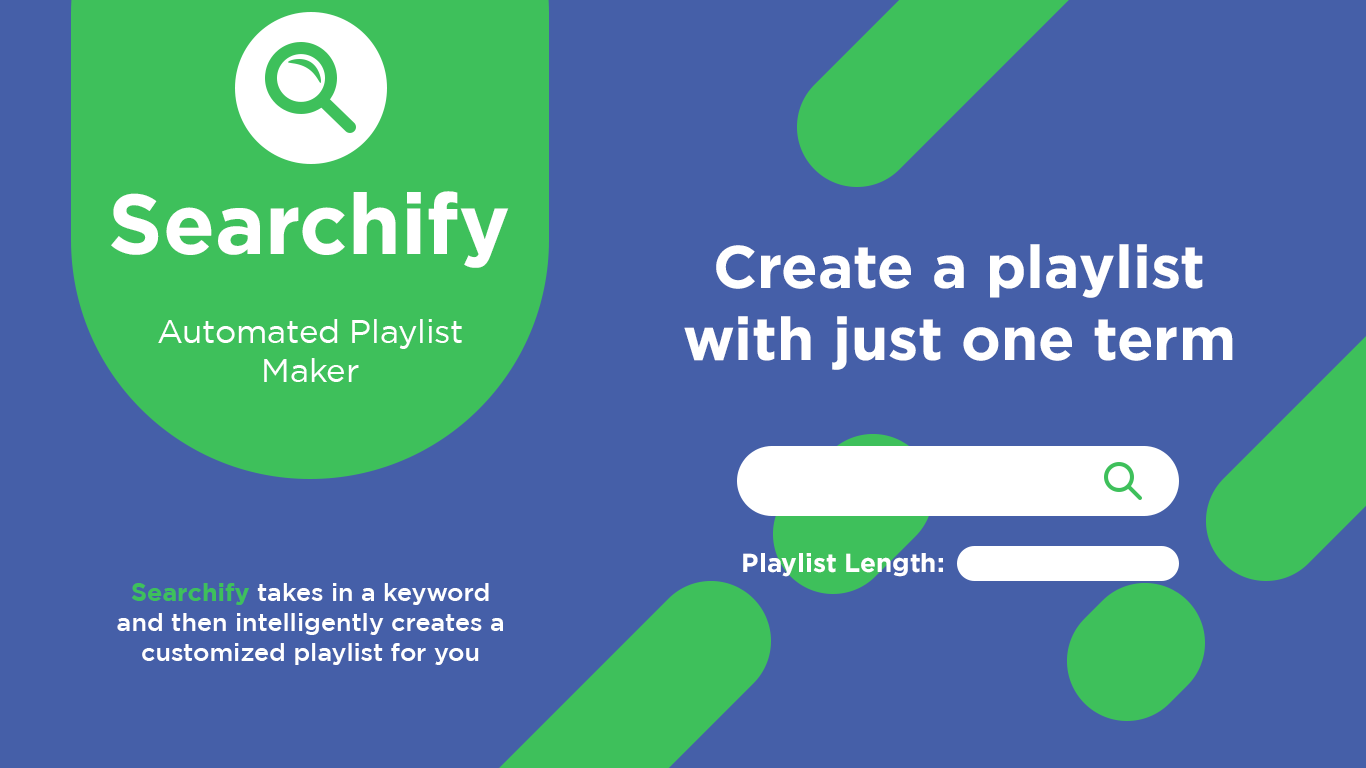 Searchify
Automated Playlist
Maker
Searchify takes in a keyword
and then intelligently creates a
customized playlist for you
Create a playlist
with just one term
Playlist Length: